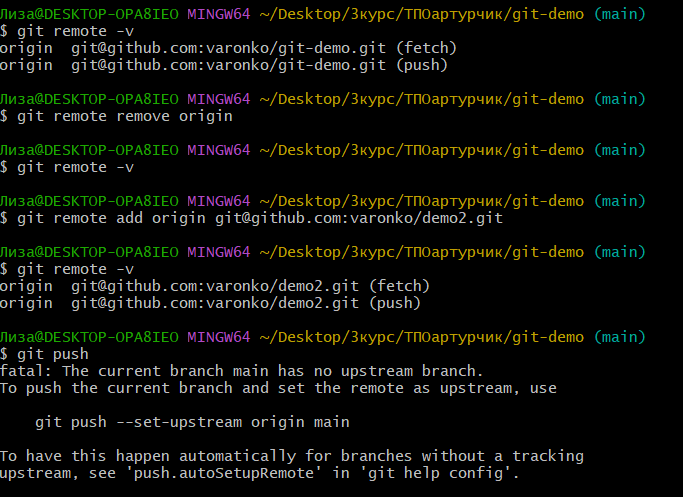 Лиза@DESKTOP-OPA8IEO MINGW64 ~/Desktop/3курс/ТПОартурчик/git-demo (main)
$ git remote -v
origin  git@github.com:varonko/git-demo.git (fetch)
origin  git@github.com:varonko/git-demo.git (push)
Лиза@DESKTOP-OPA8IEO MINGW64 ~/Desktop/3курс/ТПОартурчик/git-demo (main)
$ git remote remove origin
Лиза@DESKTOP-OPA8IEO MINGW64 ~/Desktop/3курс/ТПОартурчик/git-demo (main)
$ git remote -v
Лиза@DESKTOP-OPA8IEO MINGW64 ~/Desktop/3курс/ТПОартурчик/git-demo (main)
$ git remote add origin git@github.com:varonko/demo2.git
Лиза@DESKTOP-OPA8IEO MINGW64 ~/Desktop/3курс/ТПОартурчик/git-demo (main)
$ git remote -v
origin  git@github.com:varonko/demo2.git (fetch)
origin  git@github.com:varonko/demo2.git (push)
Лиза@DESKTOP-OPA8IEO MINGW64 ~/Desktop/3курс/ТПОартурчик/git-demo (main)
$ git push
fatal: The current branch main has no upstream branch.
To push the current branch and set the remote as upstream, use
    git push --set-upstream origin main
To have this happen automatically for branches without a tracking
upstream, see 'push.autoSetupRemote' in 'git help config'.